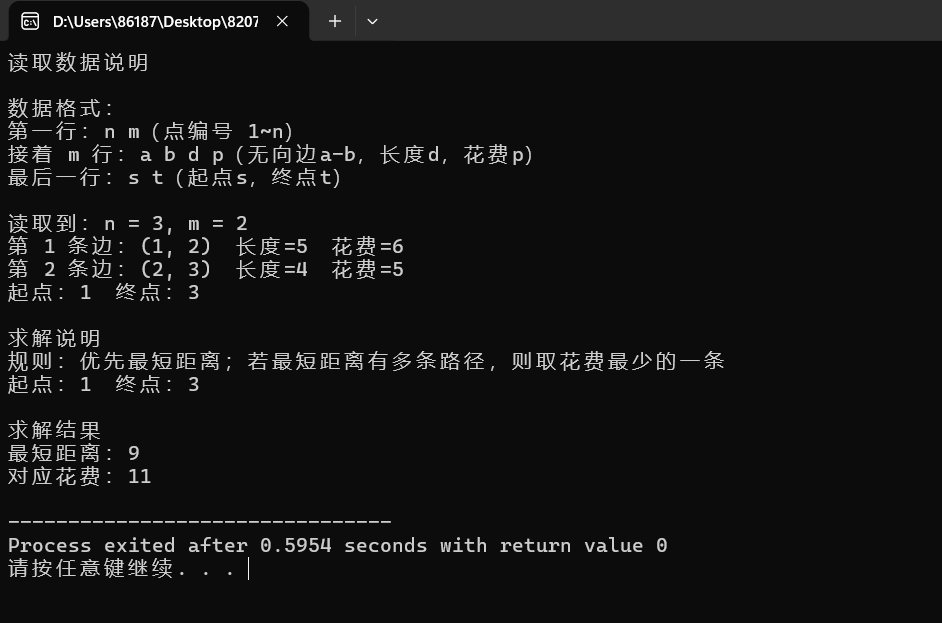 D:\Users\86187\Desktop\8207
读取数据说明
数据格式：
第一行：n m（点编号 1~n）
接着 m 行：a b d p（无向边a-b，长度d，花费p）
最后一行：s t（起点s，终点t）
读取到：n = 3, m = 2
第 1 条边：(1, 2)  长度=5  花费=6
第 2 条边：(2, 3)  长度=4  花费=5
起点：1  终点：3
求解说明
规则：优先最短距离；若最短距离有多条路径，则取花费最少的一条
起点：1  终点：3
求解结果
最短距离：9
对应花费：11
--------------------------------
Process exited after 0.5954 seconds with return value 0
请按任意键继续. . .